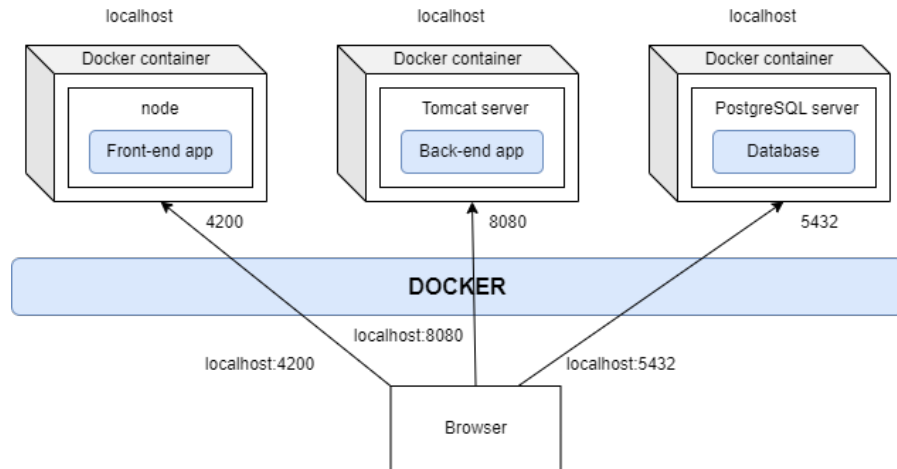 localhost
localhost
localhost
Docker container
Docker container
Docker container
node
Tomcat server
PostgreSQL server
Front-end app
Back-end app
Database
4200
8080
5432
DOCKER
localhost:8080
localhost:4200
localhost:5432
Browser